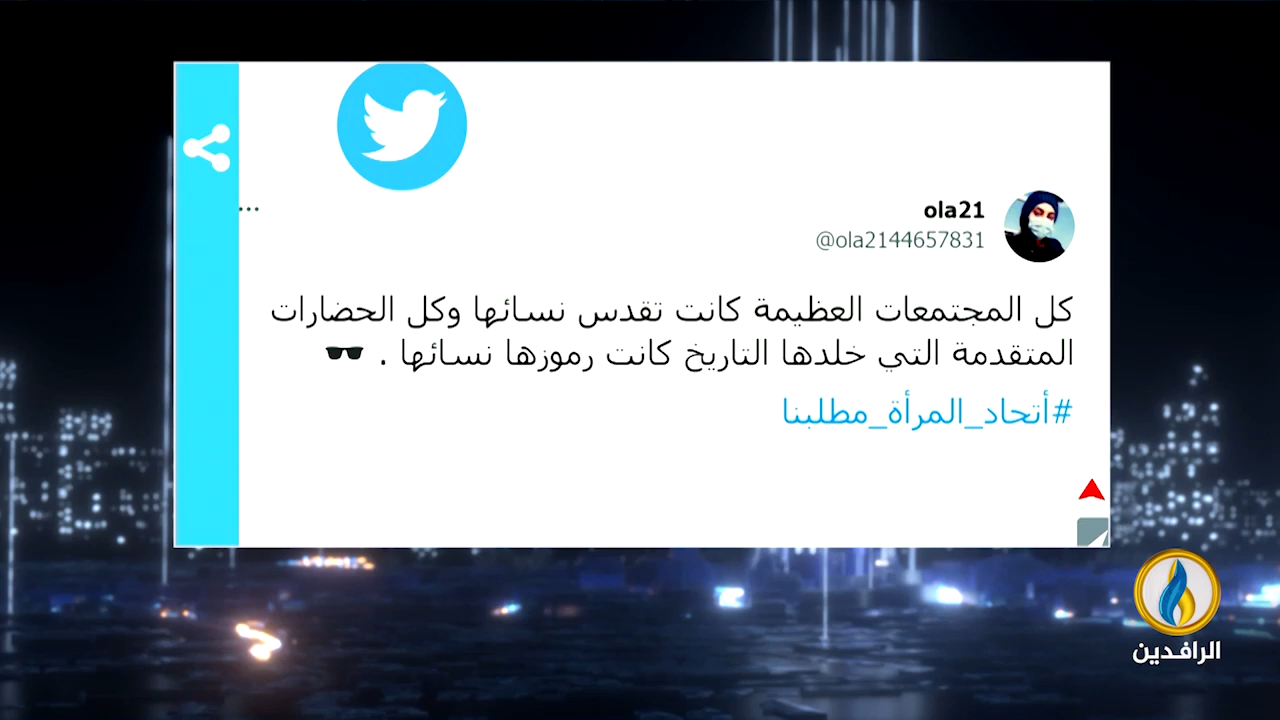 ola21
@ola2144657831
كل المجتمعات العظيمة كانت تقدس نسائها وكل الحضارات
المتقدمة التي خلدها التاريخ كانت رموزها نسائها . 🕶️
#أتحاد_المرأة_مطلبنا
الرافدين